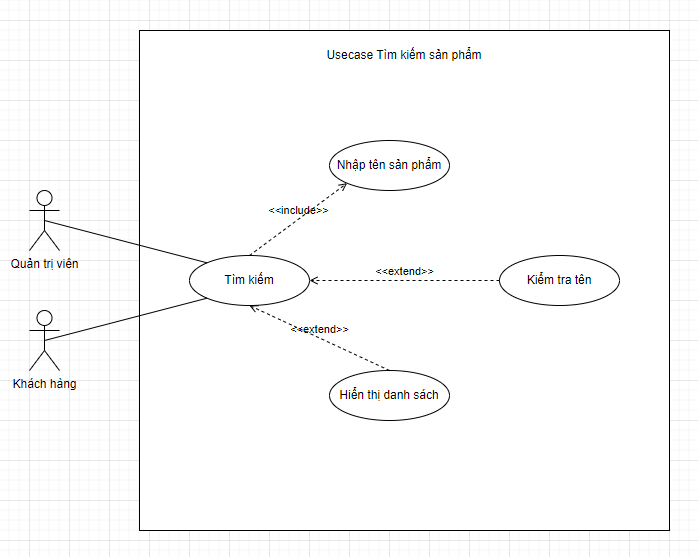 Usecase Tìm kiếm sản phẩm
Nhập tên sản phẩm
<<include>>
Quản trị viên
Tìm kiếm
<<extend>>
Kiểm tra tên
<<extend>>
Khách hàng
Hiển thị danh sách